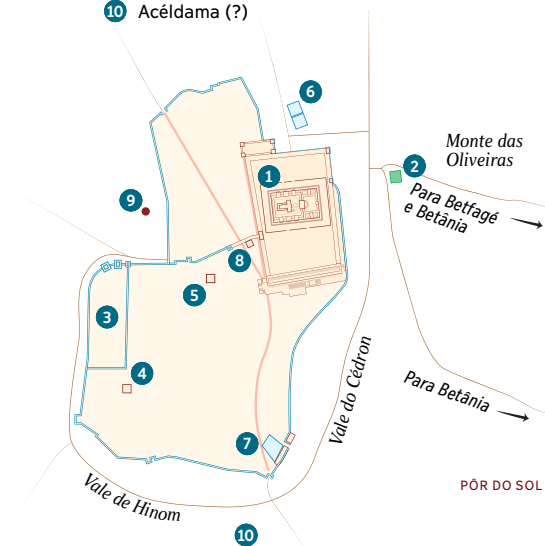 10 Acéldama (?)
6
Monte das
Oliveiras
2
1
Para Betfagé
e Betânia
9
8
5
3
4
Vale do Cédron
Para Betânia
7
PÔR DO SOL
Vale de Hinom
10